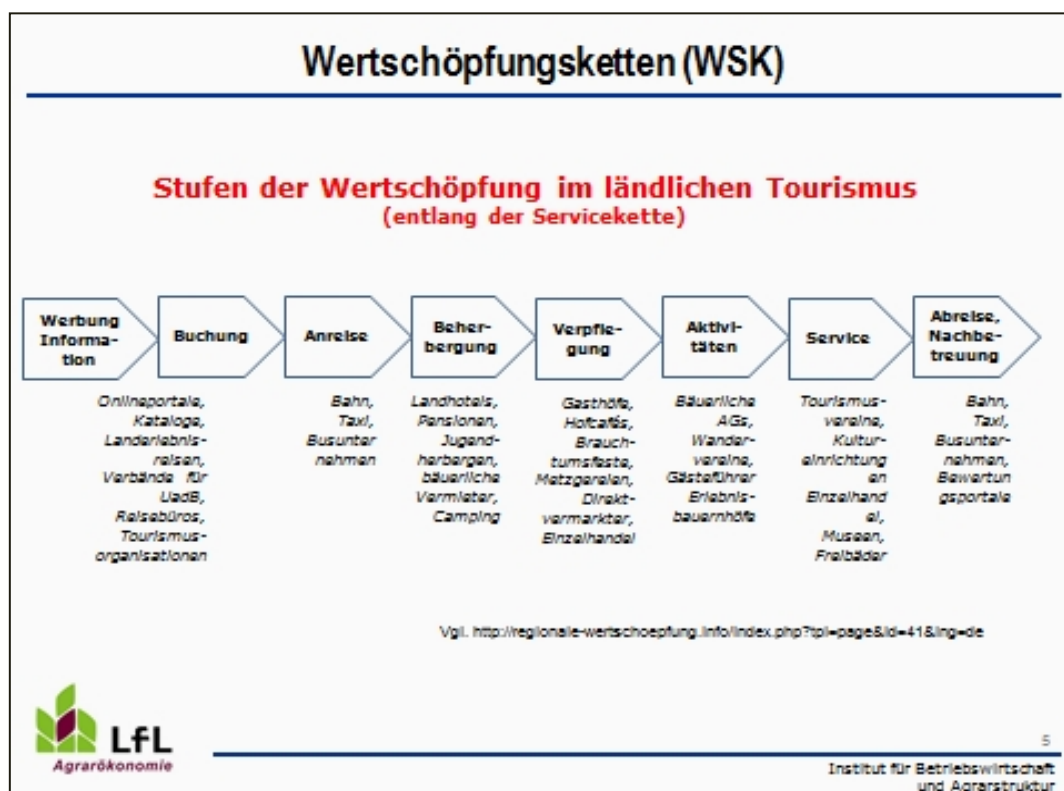 Wertschöpfungsketten (WSK)
Stufen der Wertschöpfung im ländlichen Tourismus
(entlang der Servicekette)
Werbung
Informa-
tion
Buchung
Anreise
Beher-
bergung
Verpfle-
gung
Aktivi-
täten
Service
Abreise,
Nachbe-
treuung
Onlineportale,
Kataloge,
Landerlebnis-
reisen,
Verbände für
UadB,
Reisebüros,
Tourismus-
organisationen
Bahn,
Taxi,
Busunter
nehmen
Landhotels,
Pensionen,
Jugend-
herbergen,
bäuerliche
Vermieter,
Camping
Gasthöfe,
Hofcafés,
Brauch-
tumsfeste,
Metzgereien,
Direkt-
vermarkter,
Einzelhandel
Bäuerliche
AGs,
Wander-
vereine,
Gästeführer
Erlebnis-
bauernhöfe
Tourismus-
vereine,
Kultur-
einrichtung
en
Einzelhand
el,
Museen,
Freibäder
Bahn,
Taxi,
Busunter-
nehmen,
Bewertun
gsportale
Vgl. http://regionale-wertschoepfung.info/index.php?tpl=page&id=41&lng=de
LfL
Agrarökonomie
5
Institut für Betriebswirtschaft
und Agrarstruktur